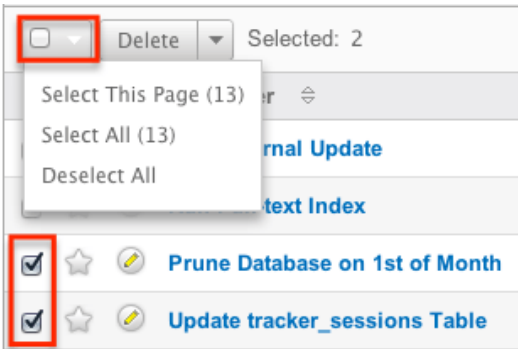 Delete
Selected: 2
Select This Page (13)
Select All (13)
Deselect All
rnal Update
text Index
Prune Database on 1st of Month
Update tracker_sessions Table